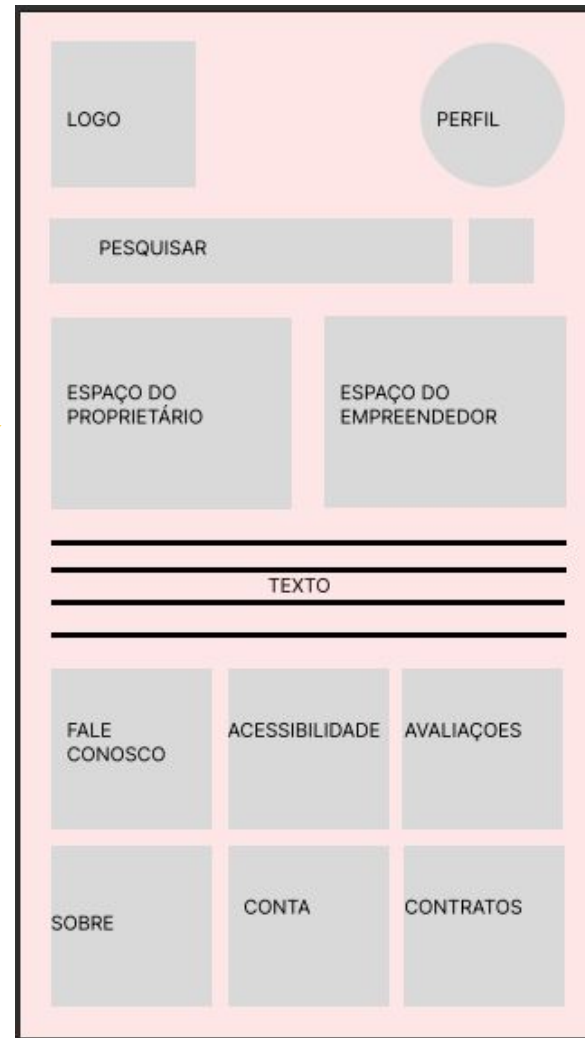 LOGO
PERFIL
PESQUISAR
ESPAÇO DO
PROPRIETÁRIO
ESPAÇO DO
EMPREENDEDOR
TEXTO
FALE
CONOSCO
ACESSIBILIDADE
AVALIAÇOES
SOBRE
CONTA
CONTRATOS